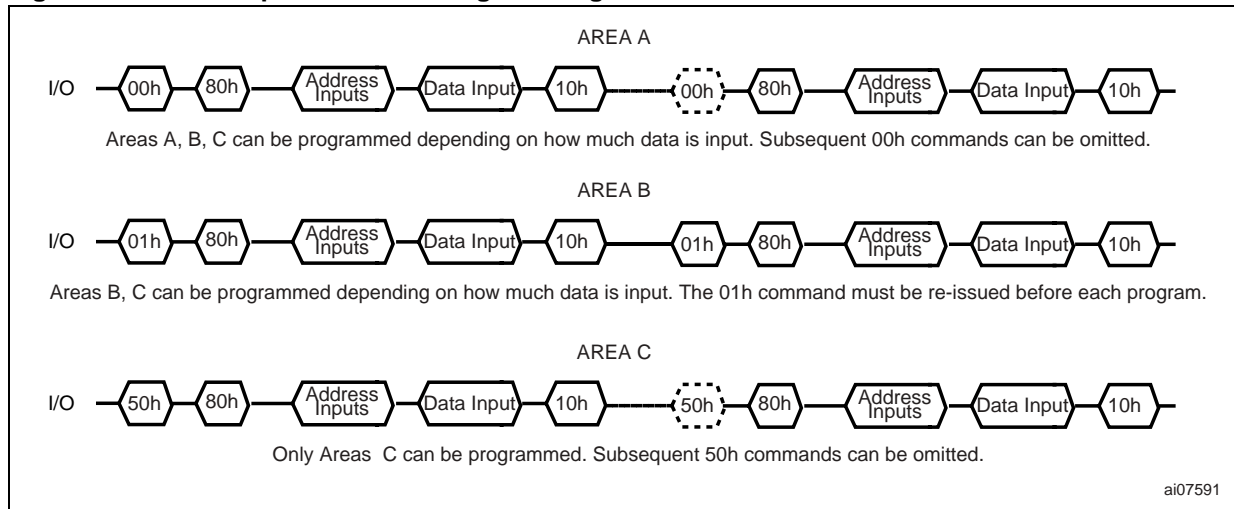 AREA A
I/O 00h 80h Address Inputs Data Input 10h 00h 80h Address Inputs Data Input 10h
Areas A, B, C can be programmed depending on how much data is input. Subsequent 00h commands can be omitted.
AREA B
I/O 01h 80h Address Inputs Data Input 10h 01h 80h Address Inputs Data Input 10h
Areas B, C can be programmed depending on how much data is input. The 01h command must be re-issued before each program.
AREA C
I/O 50h 80h Address Inputs Data Input 10h 50h 80h Address Inputs Data Input 10h
Only Areas C can be programmed. Subsequent 50h commands can be omitted.
ai07591